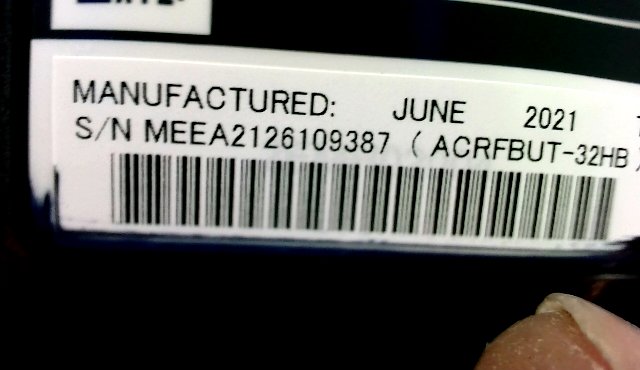 MANUFACTURED: JUNE 2021
S/N MEEA2126109387 ( ACRFBUT-32HB )